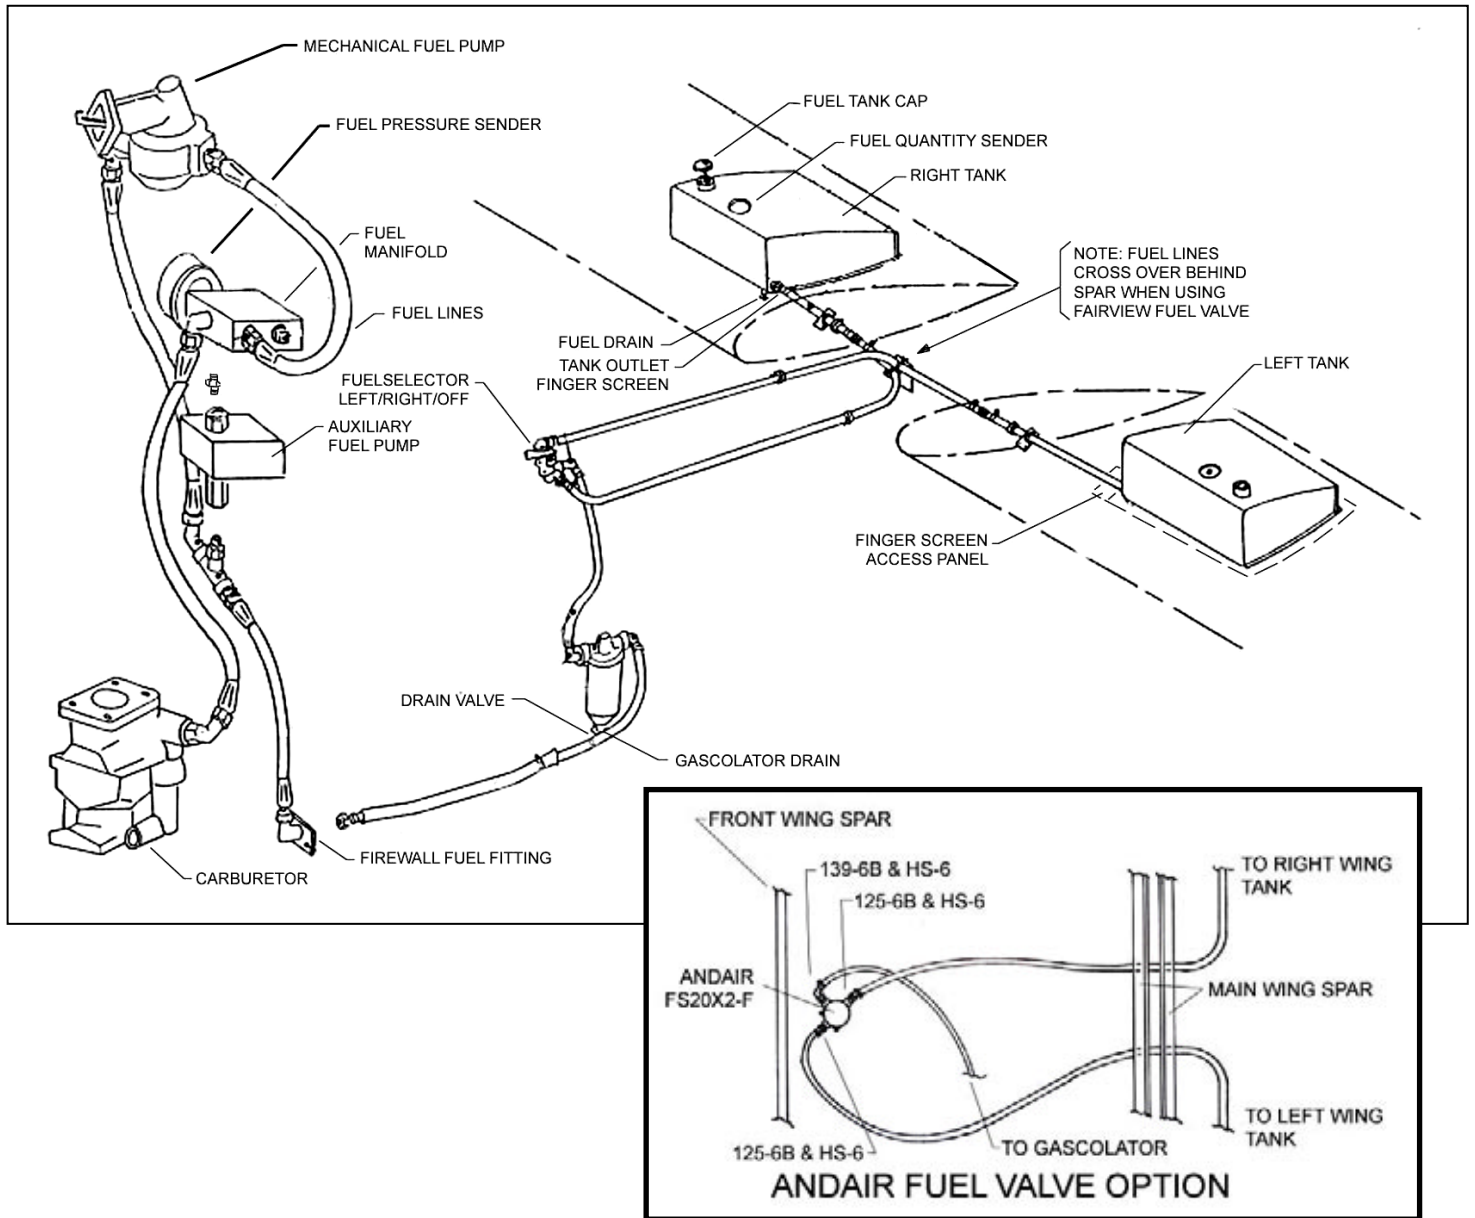 MECHANICAL FUEL PUMP
FUEL PRESSURE SENDER
FUEL
MANIFOLD
FUEL LINES
FUELSELECTOR
LEFT/RIGHT/OFF
AUXILIARY
FUEL PUMP
FUEL TANK CAP
FUEL QUANTITY SENDER
RIGHT TANK
NOTE: FUEL LINES
CROSS OVER BEHIND
SPAR WHEN USING
FAIRVIEW FUEL VALVE
FUEL DRAIN
TANK OUTLET
FINGER SCREEN
LEFT TANK
FINGER SCREEN
ACCESS PANEL
DRAIN VALVE
GASCOLATOR DRAIN
FIREWALL FUEL FITTING
CARBURETOR
FRONT WING SPAR
139-6B & HS-6
125-6B & HS-6
TO RIGHT WING
TANK
ANDAIR
FS20X2-F
MAIN WING SPAR
TO LEFT WING
TANK
125-6B & HS-6
TO GASCOLATOR
ANDAIR FUEL VALVE OPTION